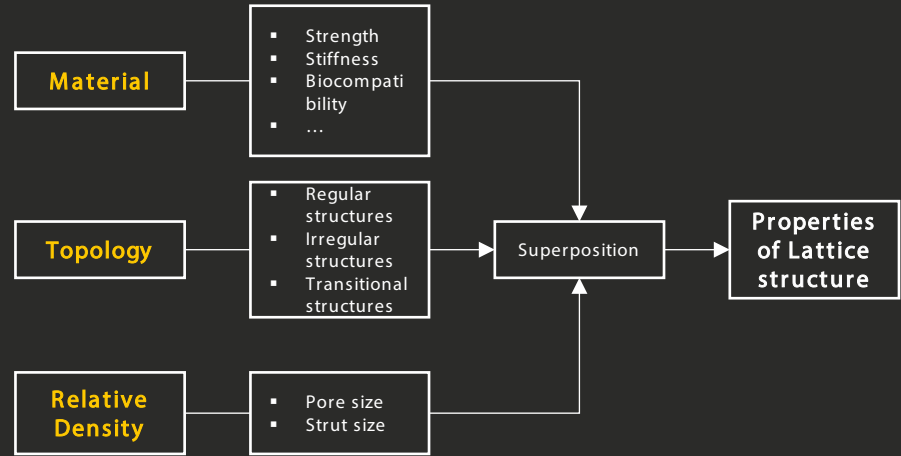 Material
▪ Strength
▪ Stiffness
▪ Biocompati
bility
▪ …
Topology
▪ Regular
structures
▪ Irregular
structures
▪ Transitional
structures
Superposition
Properties
of Lattice
structure
Relative
Density
▪ Pore size
▪ Strut size